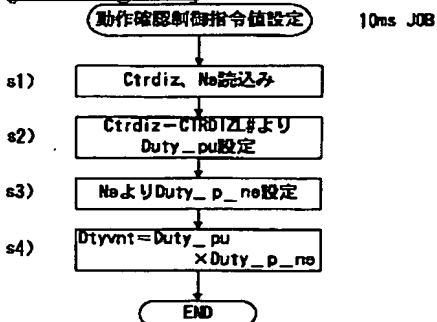 動作確認制御指令値設定
10ms JOB
s1)
Ctrdiz、Ne読込み
s2)
Ctrdiz－CTRDIZL#より
Duty_pu設定
s3)
NeよりDuty_p_ne設定
s4)
Dtyvnt＝Duty_pu
×Duty_p_ne
END